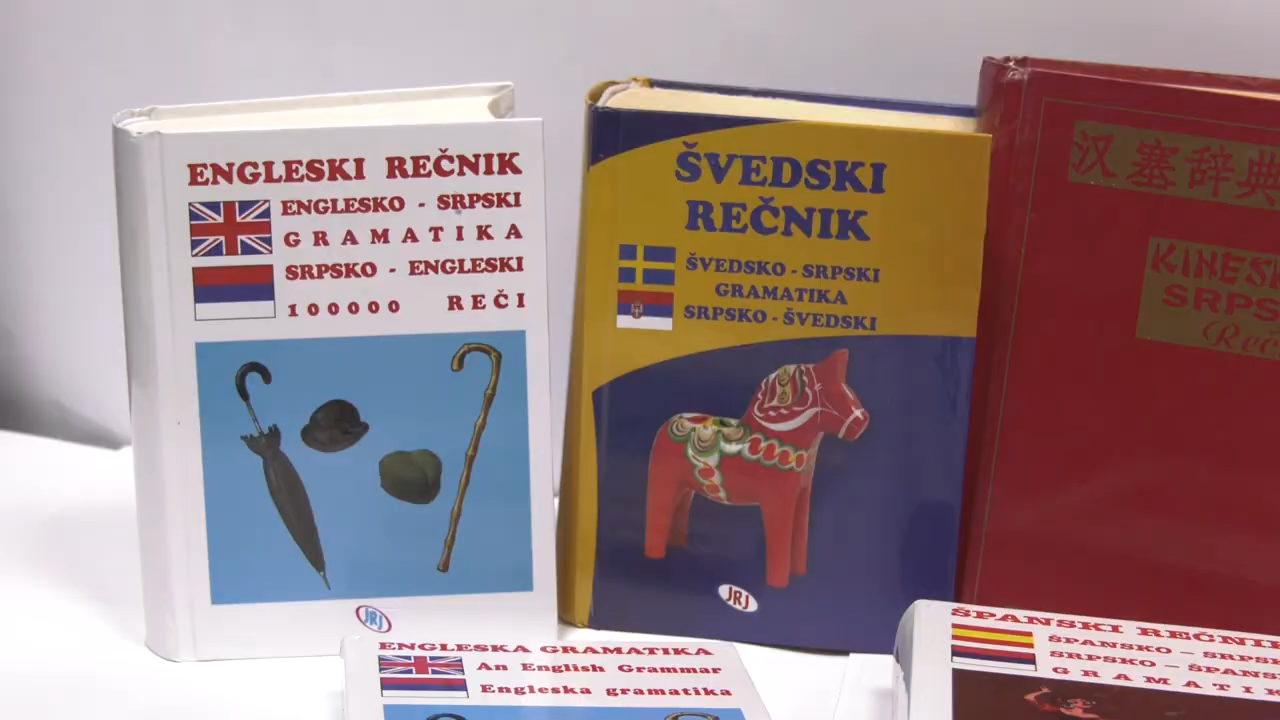 ENGLESKI REČNIK
ENGLESKO - SRPSKI
GRAMATIKA
SRPSKO - ENGLESKI
100000 REČI
JRJ
ŠVEDSKI
REČNIK
ŠVEDSKO - SRPSKI
GRAMATIKA
SRPSKO - ŠVEDSKI
JRJ
汉塞辞典
ENGLESKA GRAMATIKA
An English Grammar
Engleska gramatika
ŠPANSKI REČNIK